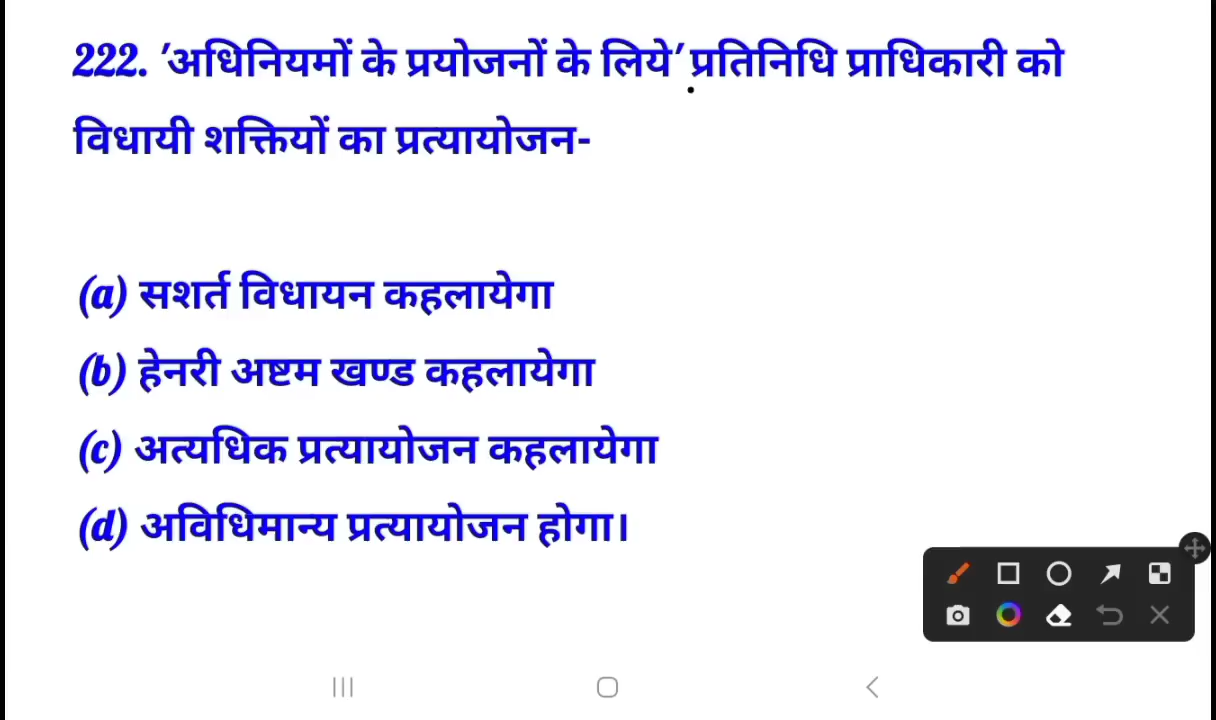 222. 'अधिनियमों के प्रयोजनों के लिये' प्रतिनिधि प्राधिकारी को
विधायी शक्तियों का प्रत्यायोजन-
(a) सशर्त विधायन कहलायेगा
(b) हेनरी अष्टम खण्ड कहलायेगा
(c) अत्यधिक प्रत्यायोजन कहलायेगा
(d) अविधिमान्य प्रत्यायोजन होगा।